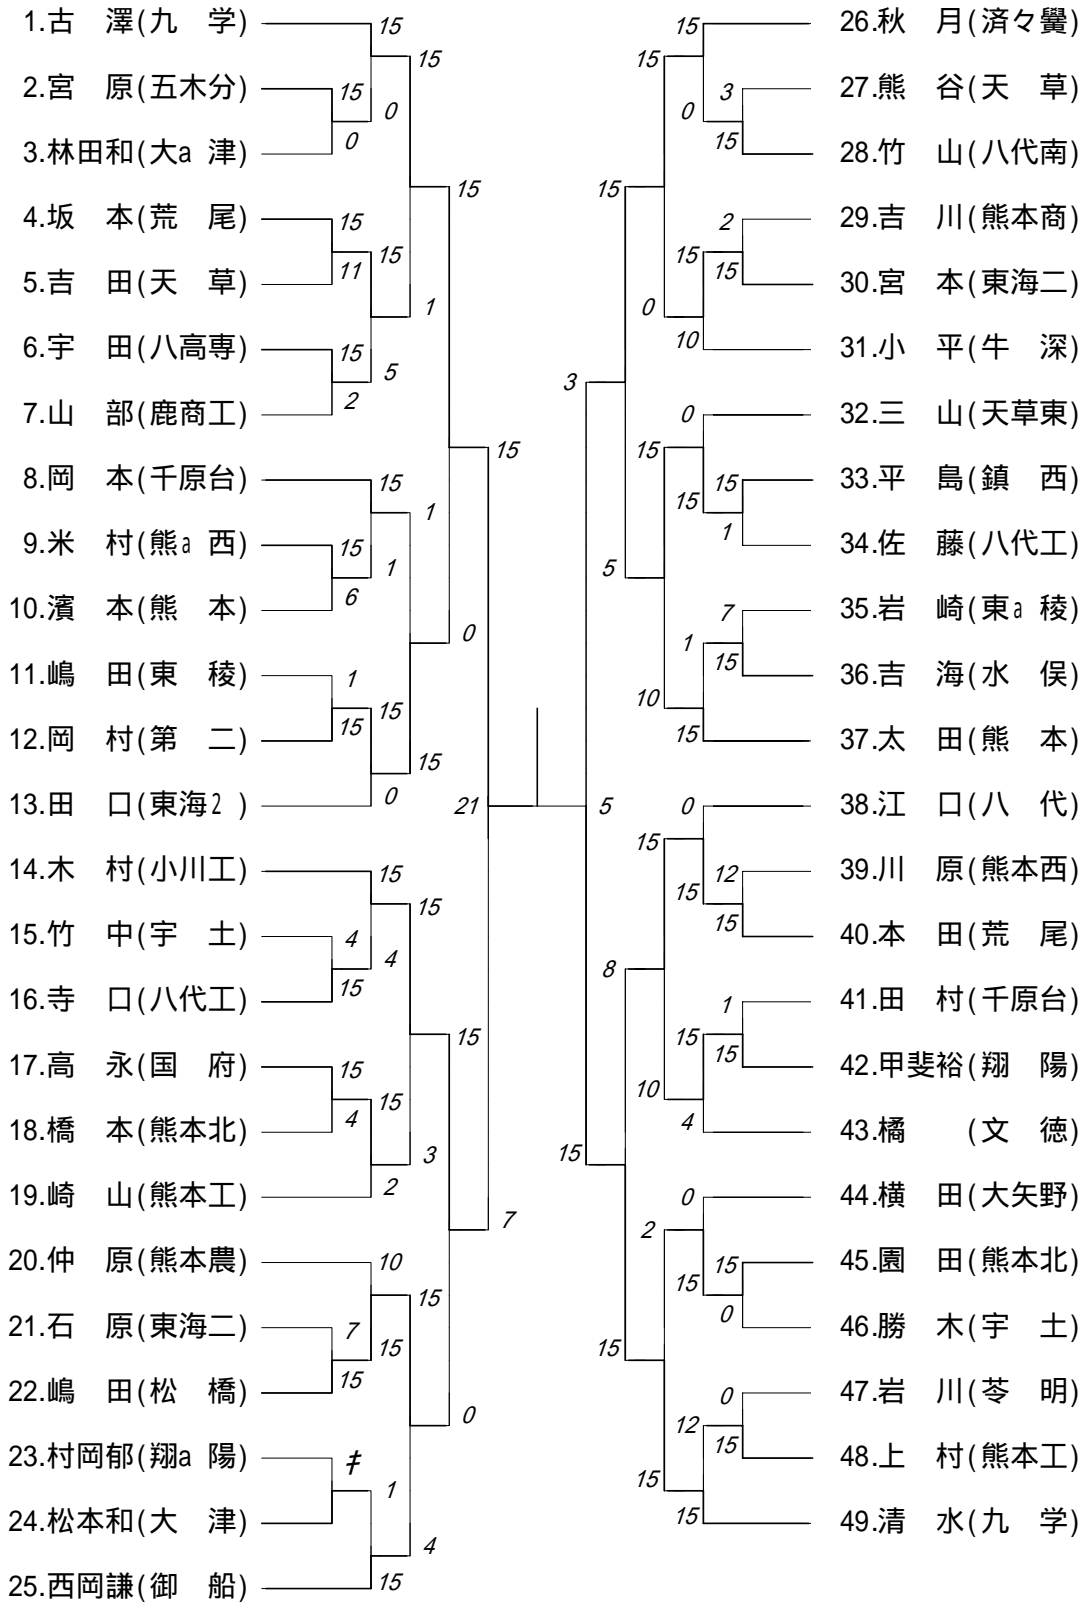 1.古　澤(九　学)
2.宮　原(五木分)
3.林田和(大a 津)
4.坂　本(荒　尾)
5.吉　田(天　草)
6.宇　田(八高専)
7.山　部(鹿商工)
8.岡　本(千原台)
9.米　村(熊a 西)
10.濱　本(熊　本)
11.嶋　田(東　稜)
12.岡　村(第　二)
13.田　口(東海2 )
14.木　村(小川工)
15.竹　中(宇　土)
16.寺　口(八代工)
17.高　永(国　府)
18.橋　本(熊本北)
19.崎　山(熊本工)
20.仲　原(熊本農)
21.石　原(東海二)
22.嶋　田(松　橋)
23.村岡郁(翔a 陽)
24.松本和(大　津)
25.西岡謙(御　船)
15
15
15
0
0
15
15
15
11
1
15
5
2
15
15
1
15
1
6
0
1
15
15
15
0
21
15
15
4
4
15
15
15
15
4
3
2
7
10
15
7
15
15
0
キ
1
4
15
15
15
3
0
15
15
2
15
15
0
10
3
0
15
15
15
1
5
7
1
15
10
15
5
0
15
12
15
15
8
1
15
15
10
4
15
0
2
15
15
0
15
0
12
15
15
15
26.秋　月(済々黌)
27.熊　谷(天　草)
28.竹　山(八代南)
29.吉　川(熊本商)
30.宮　本(東海二)
31.小　平(牛　深)
32.三　山(天草東)
33.平　島(鎮　西)
34.佐　藤(八代工)
35.岩　崎(東a 稜)
36.吉　海(水　俣)
37.太　田(熊　本)
38.江　口(八　代)
39.川　原(熊本西)
40.本　田(荒　尾)
41.田　村(千原台)
42.甲斐裕(翔　陽)
43.橘　　(文　徳)
44.横　田(大矢野)
45.園　田(熊本北)
46.勝　木(宇　土)
47.岩　川(苓　明)
48.上　村(熊本工)
49.清　水(九　学)